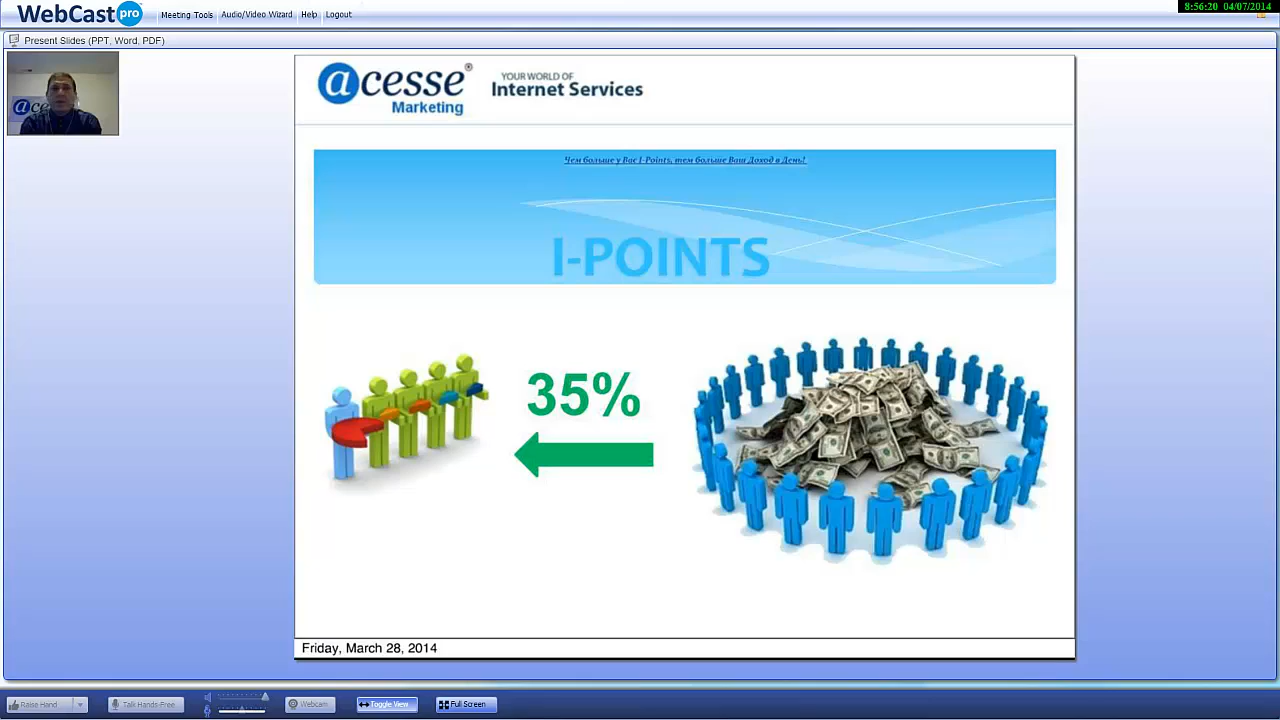 WebCast pro
Meeting Tools Audio/Video Wizard Help Logout
8:56:20 04/07/2014
Present Slides (PPT, Word, PDF)
acesse®
Marketing
YOUR WORLD OF
Internet Services
Чем больше у Вас I-Points, тем больше Ваш Доход в День!
I-POINTS
35%
Friday, March 28, 2014
Raise Hand Talk Hands-Free Webcam Toggle View Full Screen